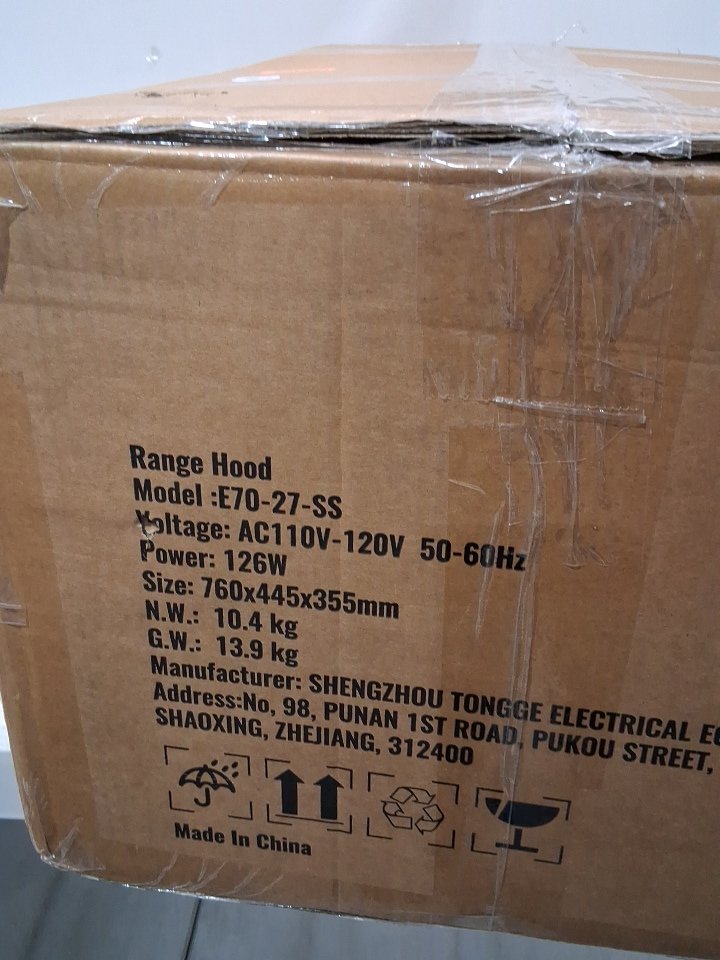 Range Hood
Model :E70-27-SS
Voltage: AC110V-120V 50-60Hz
Power: 126W
Size: 760x445x355mm
N.W.: 10.4 kg
G.W.: 13.9 kg
Manufacturer: SHENGZHOU TONGGE ELECTRICAL
Address:No, 98, PUNAN 1ST ROAD, PUKOU STREET,
SHAOXING, ZHEJIANG, 312400
Made In China